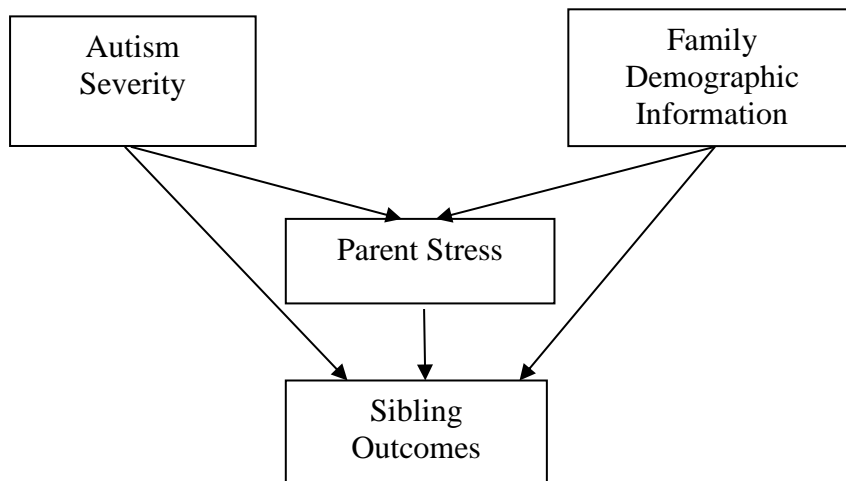 Autism
Severity
Family
Demographic
Information
Parent Stress
Sibling
Outcomes